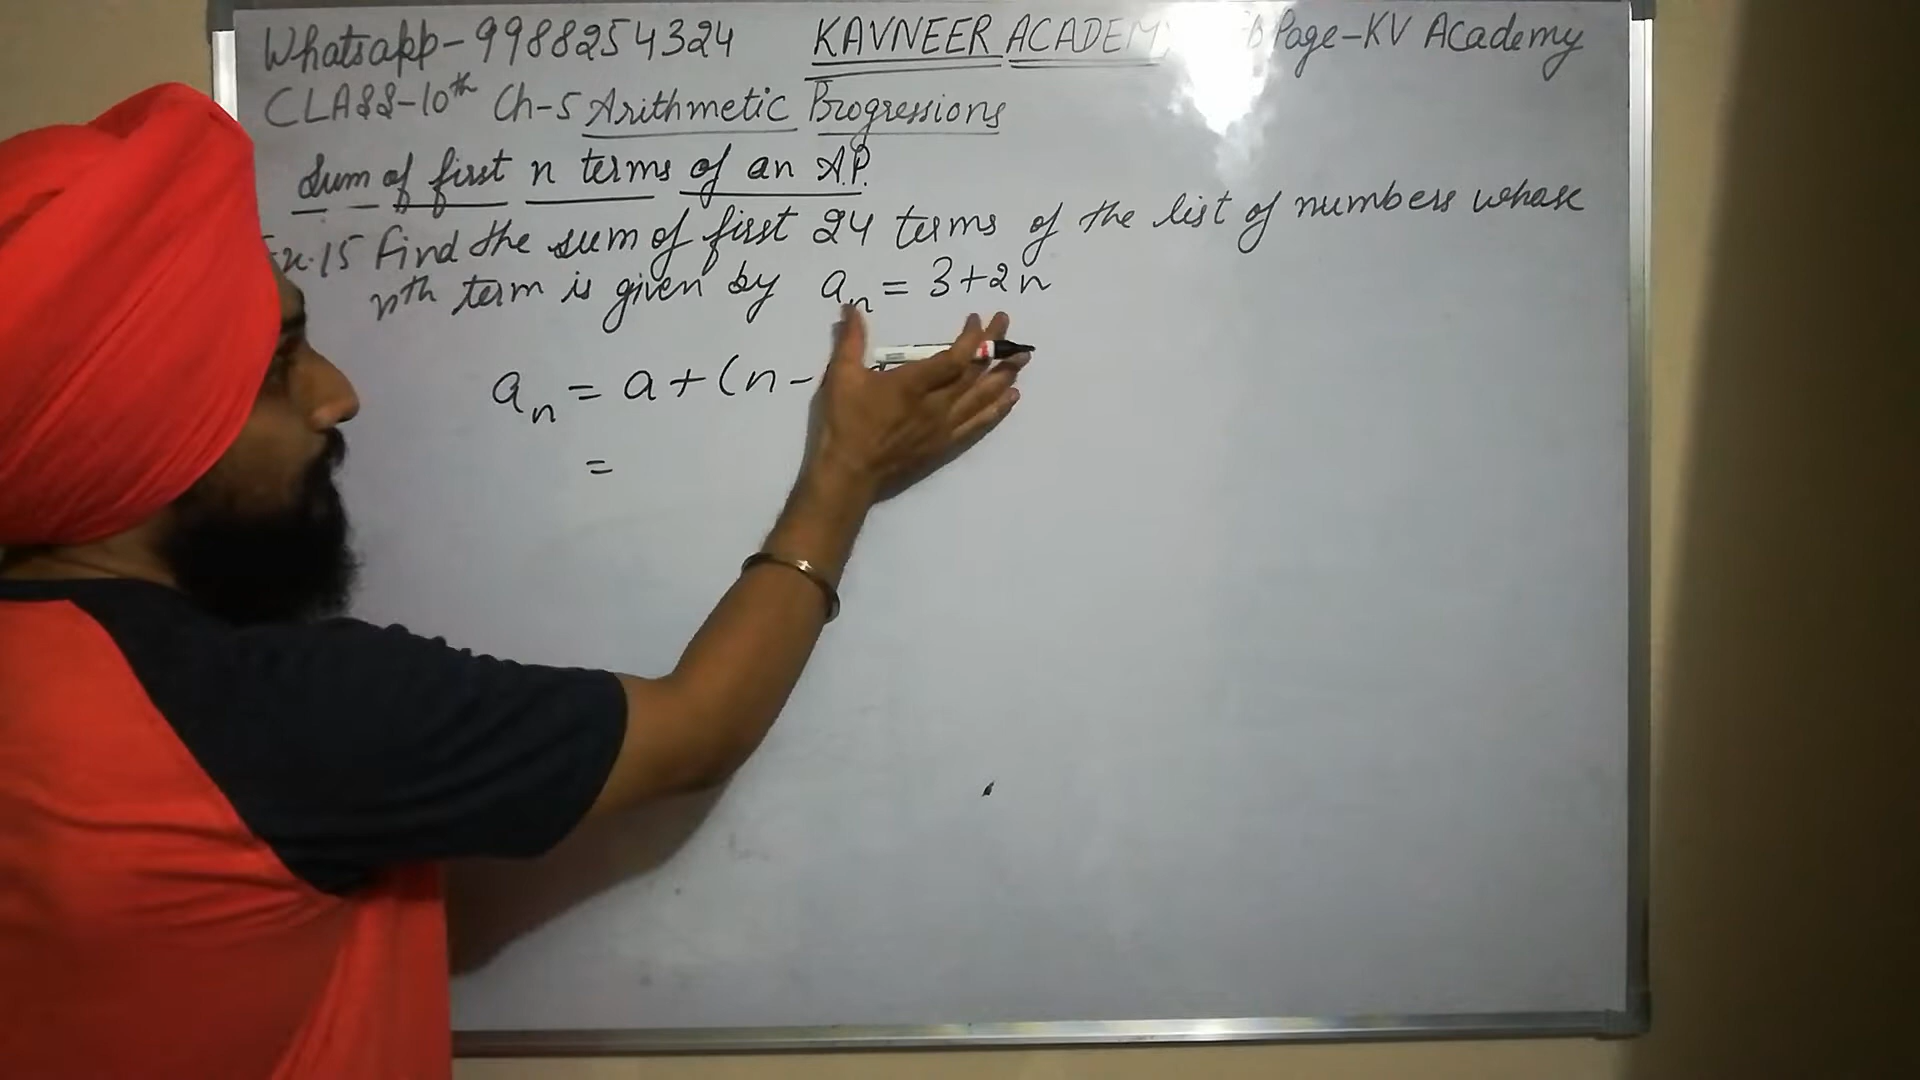 Whatsapp-9988254324 KAVNEER ACADEM Page-KV Academy
CLASS-10th Ch-5 Arithmetic Progressions
Sum of first n terms of an A.P.
Ex.15 Find the sum of first 24 terms of the list of numbers whose
nth term is given by aₙ = 3+2n
aₙ = a+(n-
=